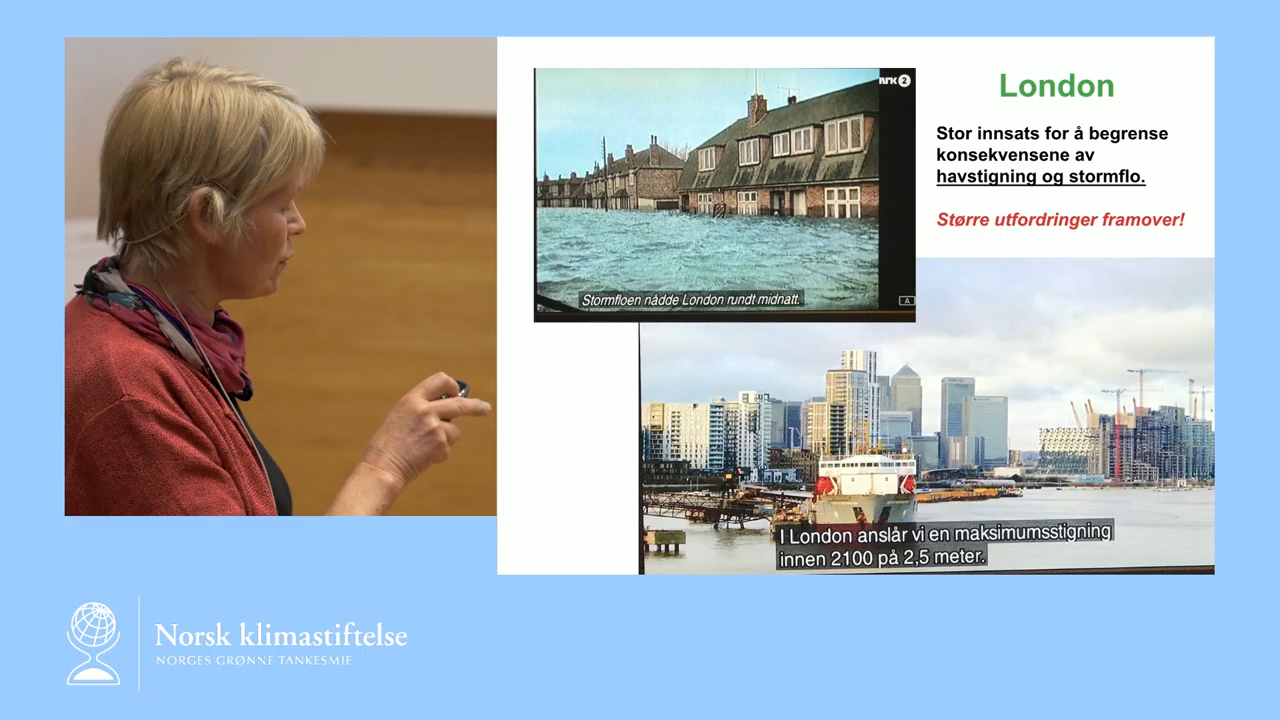 NRK 2
Stormfloen nådde London rundt midnatt.
A
London
Stor innsats for å begrense
konsekvensene av
havstigning og stormflo.
Større utfordringer framover!
I London anslår vi en maksimumsstigning
innen 2100 på 2,5 meter.
Norsk klimastiftelse
NORGES GRØNNE TANKESMIE